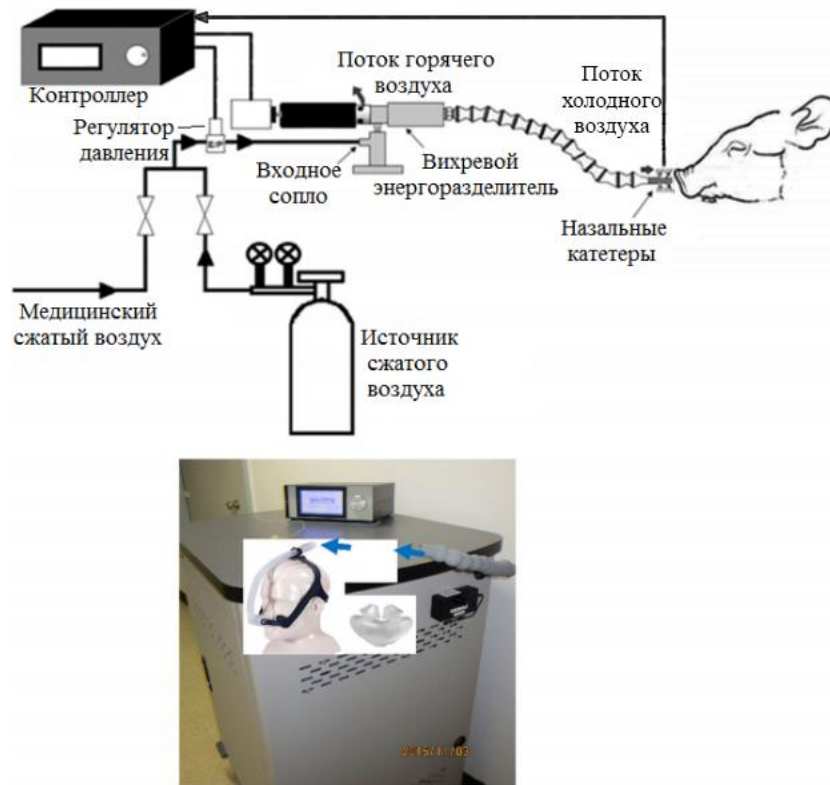 Контроллер
Регулятор
давления
Поток горячего
воздуха
Поток
холодного
воздуха
Входное
сопло
Вихревой
энергоразделитель
Назальные
катетеры
Медицинский
сжатый воздух
Источник
сжатого
воздуха